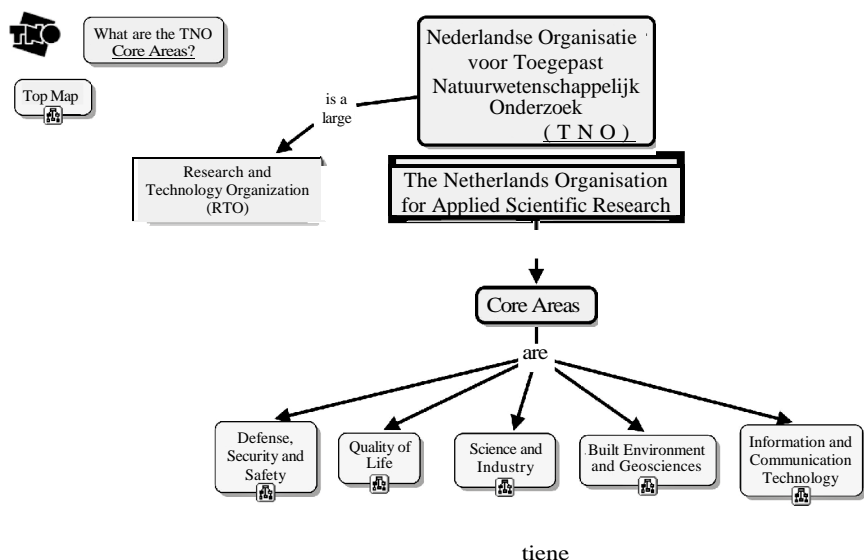 TNO
What are the TNO
Core Areas?
Top Map
Nederlandse Organisatie
voor Toegepast
Natuurwetenschappelijk
Onderzoek
(TNO)
is a
large
Research and
Technology Organization
(RTO)
The Netherlands Organisation
for Applied Scientific Research
Core Areas
are
Defense,
Security and
Safety
Quality of
Life
Science and
Industry
Built Environment
and Geosciences
Information and
Communication
Technology
tiene